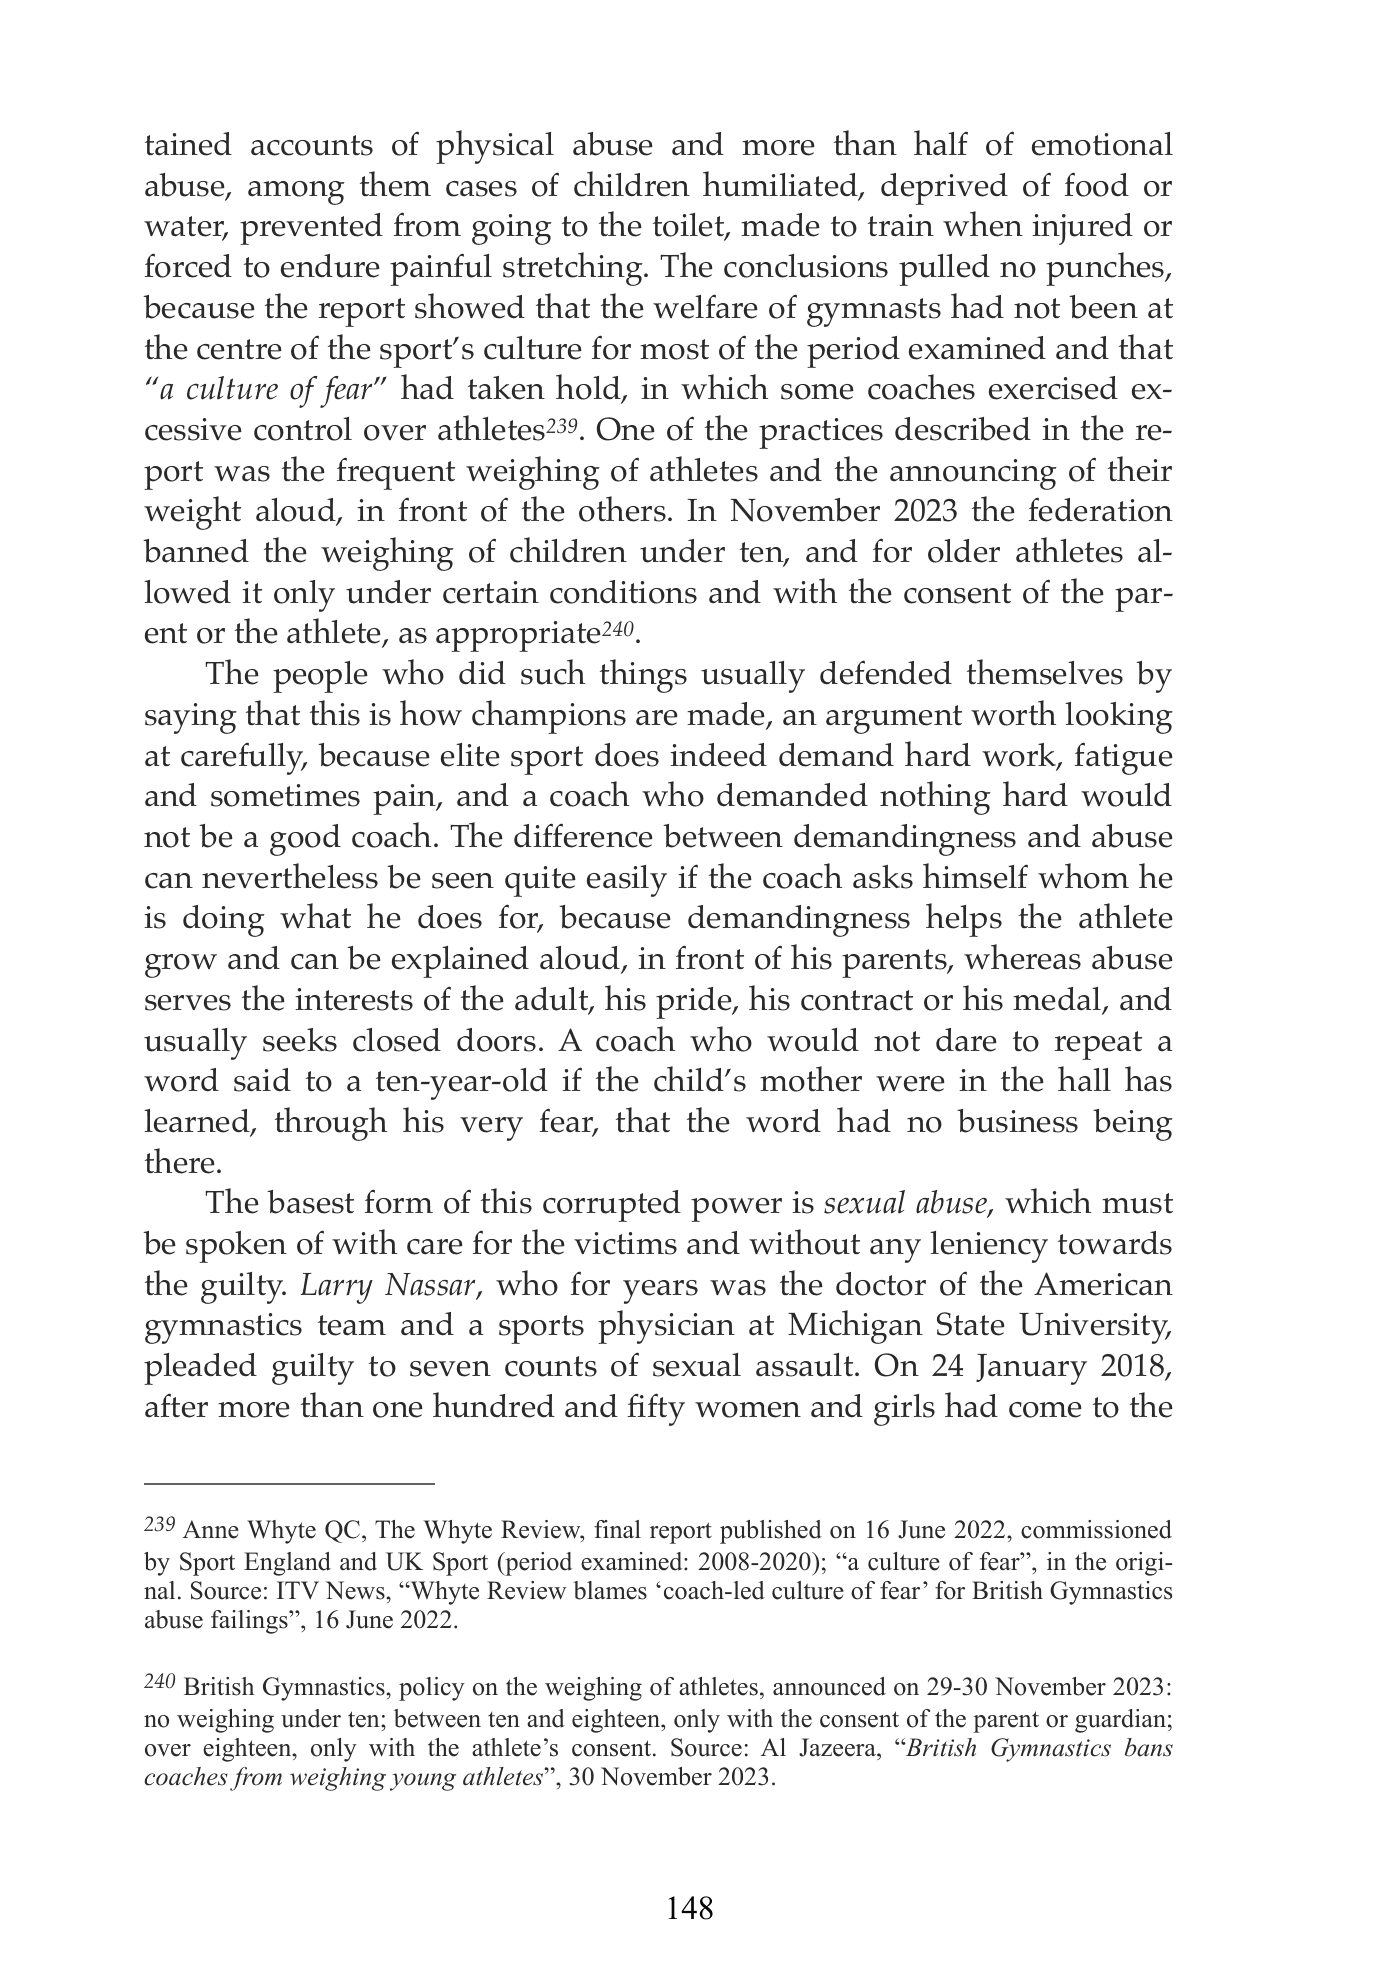 tained accounts of physical abuse and more than half of emotional
abuse, among them cases of children humiliated, deprived of food or
water, prevented from going to the toilet, made to train when injured or
forced to endure painful stretching. The conclusions pulled no punches,
because the report showed that the welfare of gymnasts had not been at
the centre of the sport’s culture for most of the period examined and that
“a culture of fear” had taken hold, in which some coaches exercised ex-
cessive control over athletes239. One of the practices described in the re-
port was the frequent weighing of athletes and the announcing of their
weight aloud, in front of the others. In November 2023 the federation
banned the weighing of children under ten, and for older athletes al-
lowed it only under certain conditions and with the consent of the par-
ent or the athlete, as appropriate240.
The people who did such things usually defended themselves by
saying that this is how champions are made, an argument worth looking
at carefully, because elite sport does indeed demand hard work, fatigue
and sometimes pain, and a coach who demanded nothing hard would
not be a good coach. The difference between demandingness and abuse
can nevertheless be seen quite easily if the coach asks himself whom he
is doing what he does for, because demandingness helps the athlete
grow and can be explained aloud, in front of his parents, whereas abuse
serves the interests of the adult, his pride, his contract or his medal, and
usually seeks closed doors. A coach who would not dare to repeat a
word said to a ten-year-old if the child’s mother were in the hall has
learned, through his very fear, that the word had no business being
there.
The basest form of this corrupted power is sexual abuse, which must
be spoken of with care for the victims and without any leniency towards
the guilty. Larry Nassar, who for years was the doctor of the American
gymnastics team and a sports physician at Michigan State University,
pleaded guilty to seven counts of sexual assault. On 24 January 2018,
after more than one hundred and fifty women and girls had come to the
239 Anne Whyte QC, The Whyte Review, final report published on 16 June 2022, commissioned
by Sport England and UK Sport (period examined: 2008-2020); “a culture of fear”, in the origi-
nal. Source: ITV News, “Whyte Review blames ‘coach-led culture of fear’ for British Gymnastics
abuse failings”, 16 June 2022.
240 British Gymnastics, policy on the weighing of athletes, announced on 29-30 November 2023:
no weighing under ten; between ten and eighteen, only with the consent of the parent or guardian;
over eighteen, only with the athlete’s consent. Source: Al Jazeera, “British Gymnastics bans
coaches from weighing young athletes”, 30 November 2023.
148